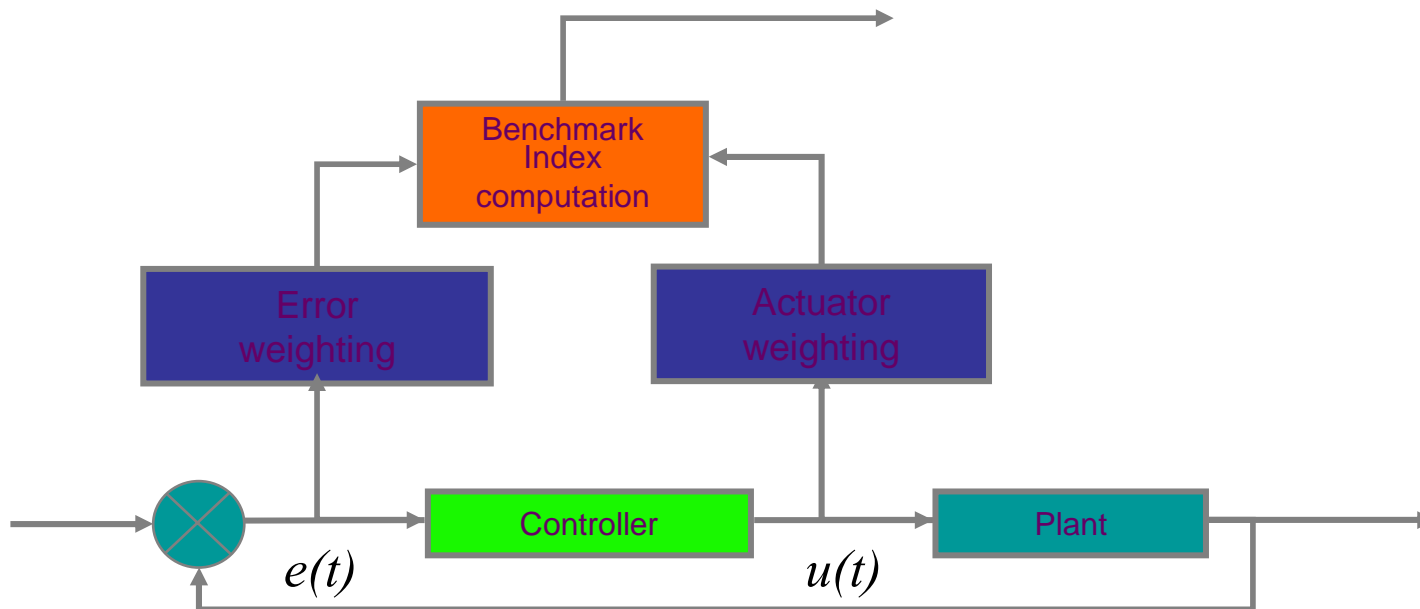 Benchmark
Index
computation
Error
weighting
Actuator
weighting
Controller
Plant
e(t)
u(t)